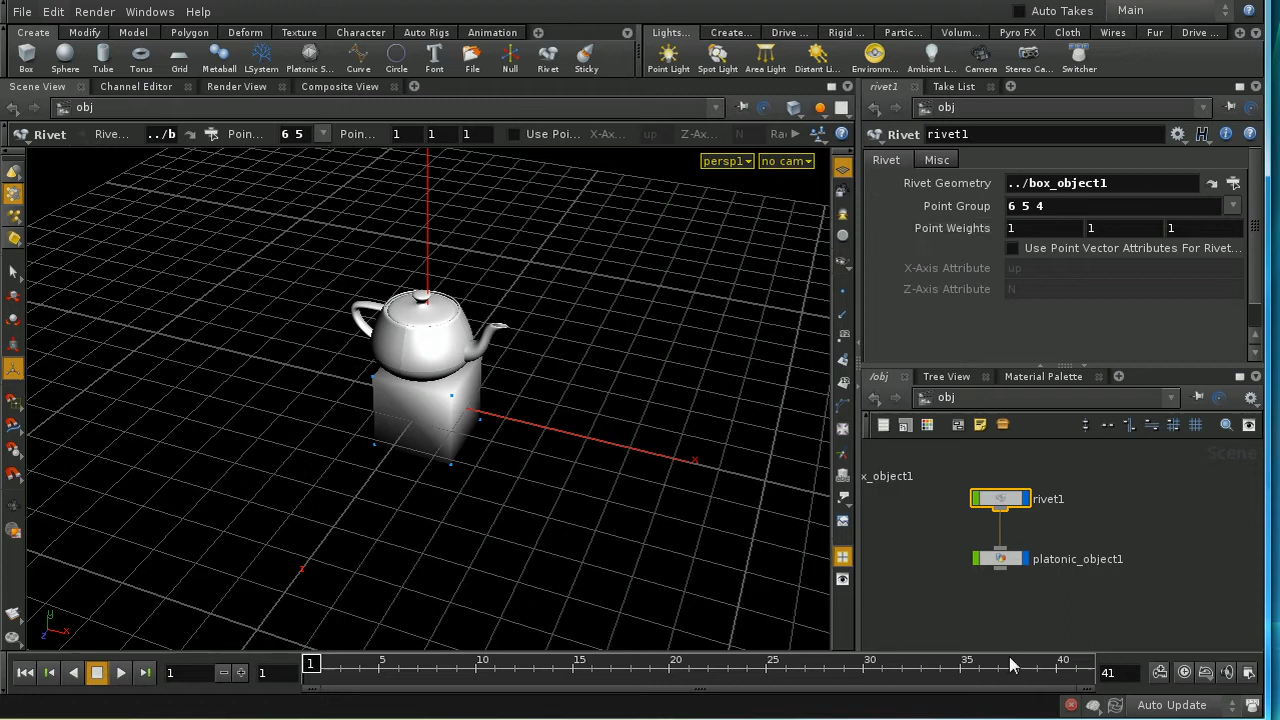 File Edit Render Windows Help Auto Takes Main
Create Modify Model Polygon Deform Texture Character Auto Rigs Animation Lights... Create... Drive ... Rigid ... Partic... Volum... Pyro FX Cloth Wires Fur Drive ...
Box Sphere Tube Torus Grid Metaball LSystem Platonic S... Curve Circle Font File Null Rivet Sticky Point Light Spot Light Area Light Distant Li... Environm... Ambient L... Camera Stereo Ca... Switcher
Scene View Channel Editor Render View Composite View rivet1 Take List
obj obj
Rivet Rive... ../b Poin... 6 5 Poin... 1 1 1 Use Poi... X-Ax... up Z-Ax... N Ra
Rivet rivet1
persp1 no cam
Rivet Misc
Rivet Geometry ../box_object1
Point Group 6 5 4
Point Weights 1 1 1
Use Point Vector Attributes For Rivet...
X-Axis Attribute up
Z-Axis Attribute N
/obj Tree View Material Palette
obj
Scene
x_object1
rivet1
platonic_object1
x
y
z x
1 1 1 5 10 15 20 25 30 35 40 41
Auto Update